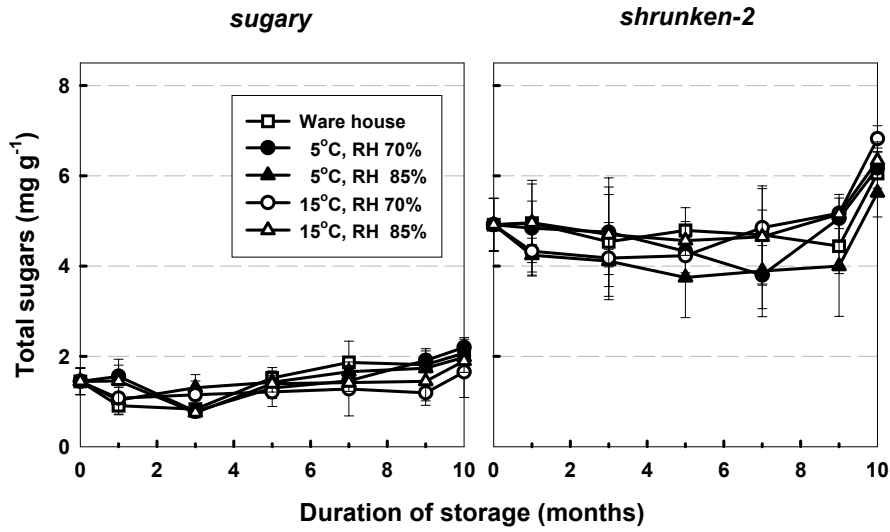 sugary
shrunken-2
Total sugars (mg g⁻¹)
8
6
4
2
0
Ware house
5°C, RH 70%
5°C, RH 85%
15°C, RH 70%
15°C, RH 85%
0 2 4 6 8 10
0 2 4 6 8 10
Duration of storage (months)